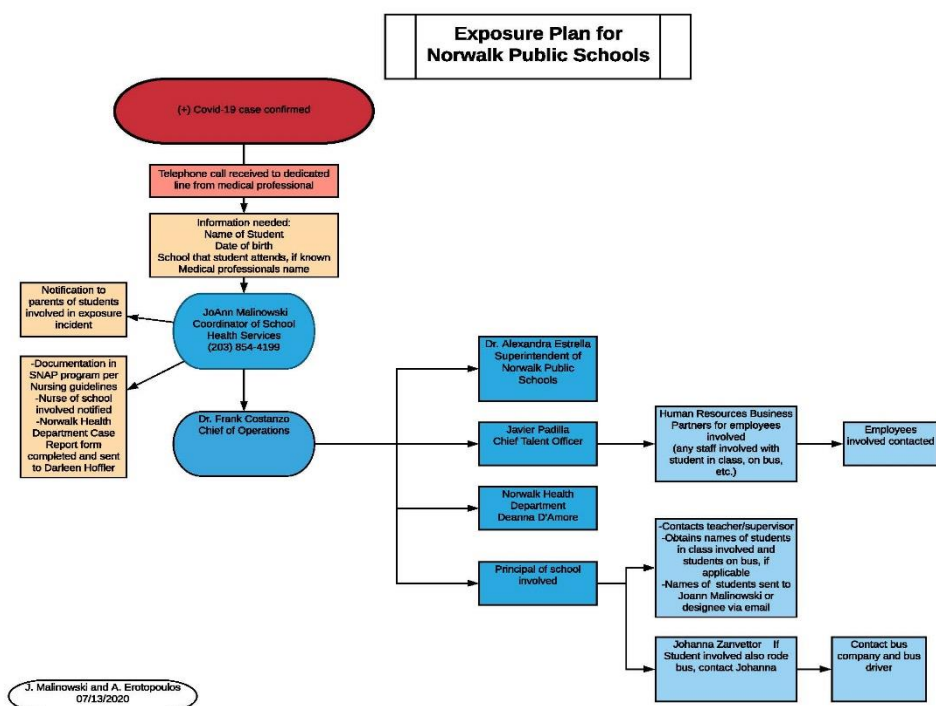 Exposure Plan for
Norwalk Public Schools
(+) Covid-19 case confirmed
Telephone call received to dedicated
line from medical professional
Information needed:
Name of Student
Date of birth
School that student attends, if known
Medical professionals name
Notification to
parents of students
involved in exposure
incident
JoAnn Malinowski
Coordinator of School
Health Services
(203) 854-4199
-Documentation in
SNAP program per
Nursing guidelines
-Nurse of school
involved notified
-Norwalk Health
Department Case
Report form
completed and sent
to Darleen Hoffler
Dr. Frank Costanzo
Chief of Operations
Dr. Alexandra Estrella
Superintendent of
Norwalk Public
Schools
Javier Padilla
Chief Talent Officer
Human Resources Business
Partners for employees
involved
(any staff involved with
student in class, on bus,
etc.)
Employees
involved contacted
Norwalk Health
Department
Deanna D'Amore
Principal of school
involved
-Contacts teacher/supervisor
-Obtains names of students
in class involved and
students on bus, if
applicable
-Names of students sent to
Joann Malinowski or
designee via email
Johanna Zanvettor If
Student involved also rode
bus, contact Johanna
Contact bus
company and bus
driver
J. Malinowski and A. Erotopoulos
07/13/2020